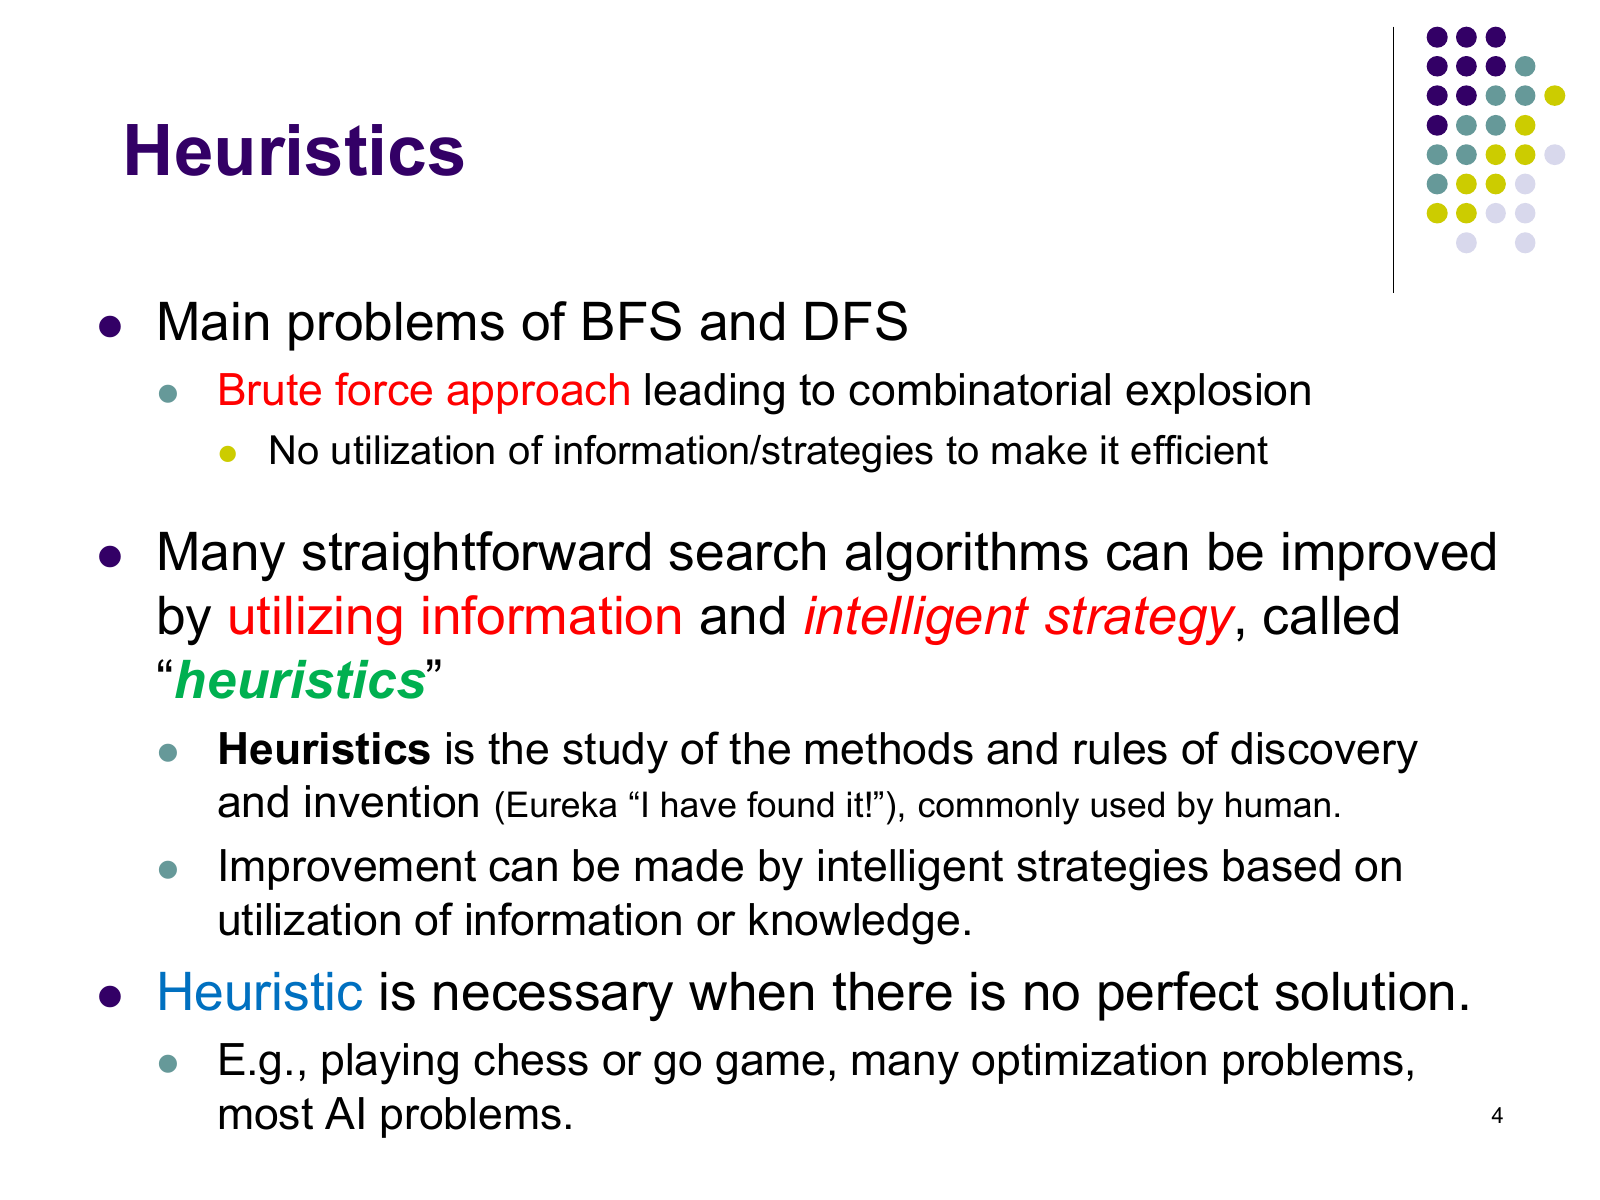 Heuristics
Main problems of BFS and DFS
Brute force approach leading to combinatorial explosion
No utilization of information/strategies to make it efficient
Many straightforward search algorithms can be improved
by utilizing information and intelligent strategy, called
“heuristics”
Heuristics is the study of the methods and rules of discovery
and invention (Eureka “I have found it!”), commonly used by human.
Improvement can be made by intelligent strategies based on
utilization of information or knowledge.
Heuristic is necessary when there is no perfect solution.
E.g., playing chess or go game, many optimization problems,
most AI problems.
4